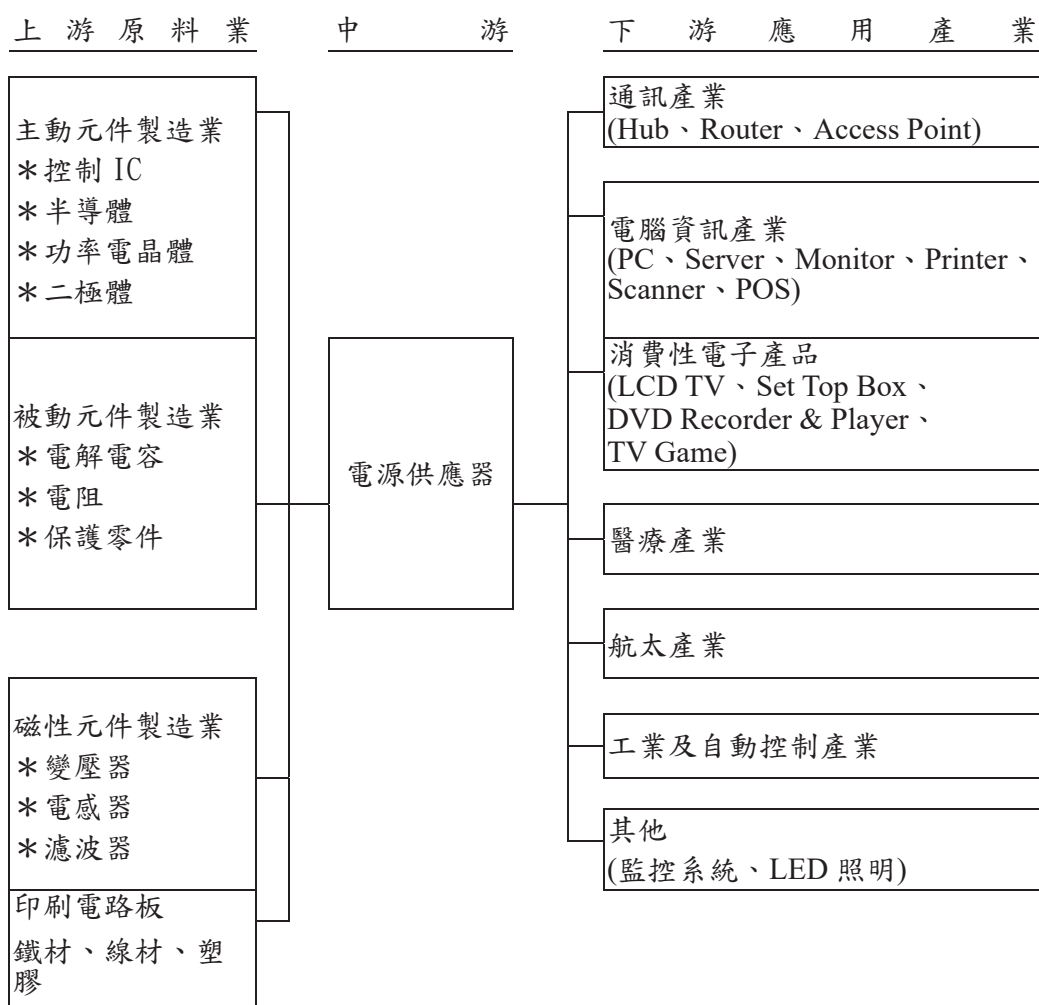 上游原料業
中游
下游應用產業
主動元件製造業
＊控制 IC
＊半導體
＊功率電晶體
＊二極體
被動元件製造業
＊電解電容
＊電阻
＊保護零件
磁性元件製造業
＊變壓器
＊電感器
＊濾波器
印刷電路板
鐵材、線材、塑
膠
電源供應器
通訊產業
(Hub、Router、Access Point)
電腦資訊產業
(PC、Server、Monitor、Printer、
Scanner、POS)
消費性電子產品
(LCD TV、Set Top Box、
DVD Recorder & Player、
TV Game)
醫療產業
航太產業
工業及自動控制產業
其他
(監控系統、LED 照明)